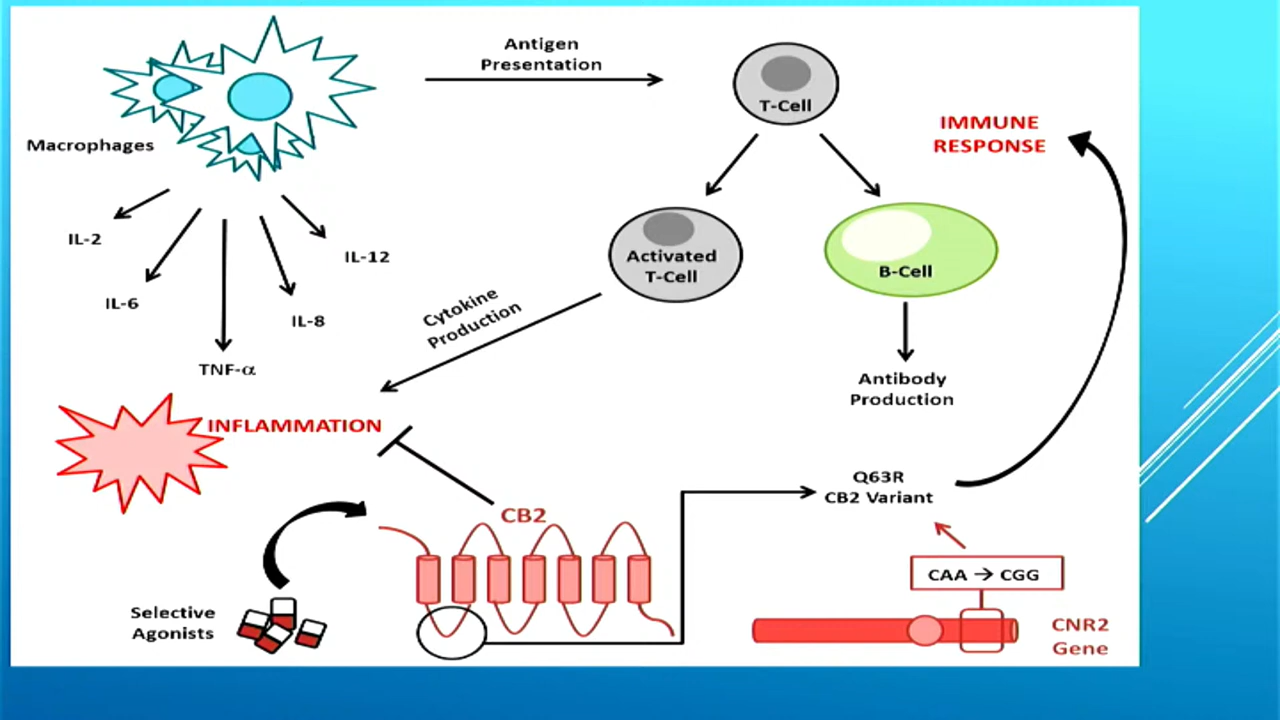 Antigen
Presentation
T-Cell
IMMUNE
RESPONSE
Macrophages
IL-2
IL-6
TNF-α
IL-8
IL-12
Activated
T-Cell
B-Cell
Cytokine
Production
Antibody
Production
INFLAMMATION
CB2
Q63R
CB2 Variant
Selective
Agonists
CAA → CGG
CNR2
Gene